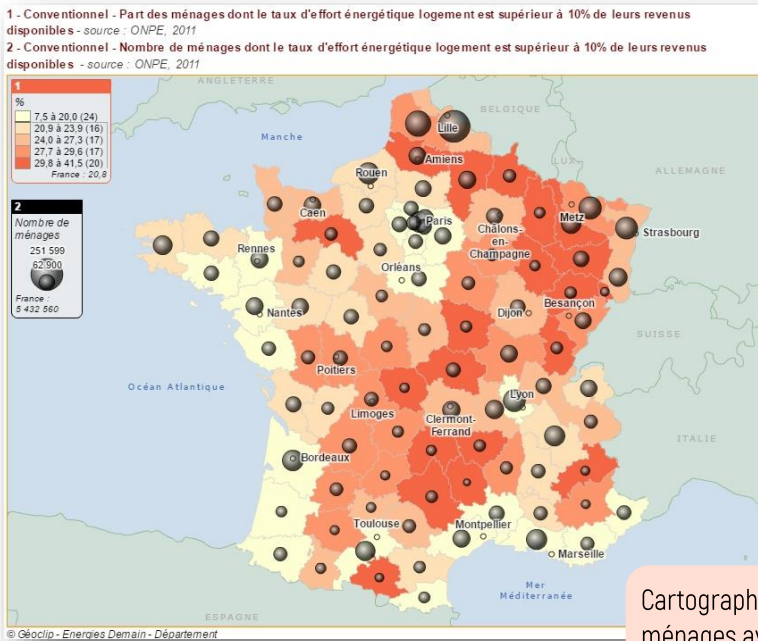 1 - Conventionnel - Part des ménages dont le taux d'effort énergétique logement est supérieur à 10% de leurs revenus
disponibles - source : ONPE, 2011
2 - Conventionnel - Nombre de ménages dont le taux d'effort énergétique logement est supérieur à 10% de leurs revenus
disponibles - source : ONPE, 2011
ANGLETERRE
1
%
7,5 à 20,0 (24)
20,9 à 23,9 (16)
24,0 à 27,3 (17)
27,7 à 29,6 (17)
29,8 à 41,5 (20)
France : 20,8
BELGIQUE
Lille
Manche
Amiens
LUX.
ALLEMAGNE
Rouen
2
Nombre de
ménages
251 599
62 900
France :
5 432 560
Caen
Paris
Metz
Châlons-
en-
Champagne
Strasbourg
Rennes
Orléans
Nantes
Dijon
Besançon
SUISSE
Poitiers
Océan Atlantique
Lyon
Limoges
Clermont-
Ferrand
ITALIE
Bordeaux
Toulouse
Montpellier
Marseille
Mer
Méditerranée
Cartograph
ménages av
ESPAGNE
© Géoclip - Energies Demain - Département